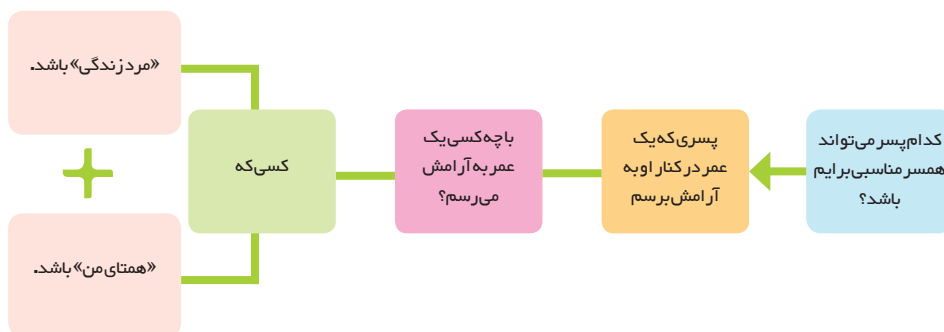 کدام پسر می‌تواند
همسر مناسبی برایم
باشد؟
پسری که یک
عمر در کنار او به
آرامش برسم
با چه کسی یک
عمر به آرامش
می‌رسم؟
کسی که
«مرد زندگی» باشد.
«همتای من» باشد.